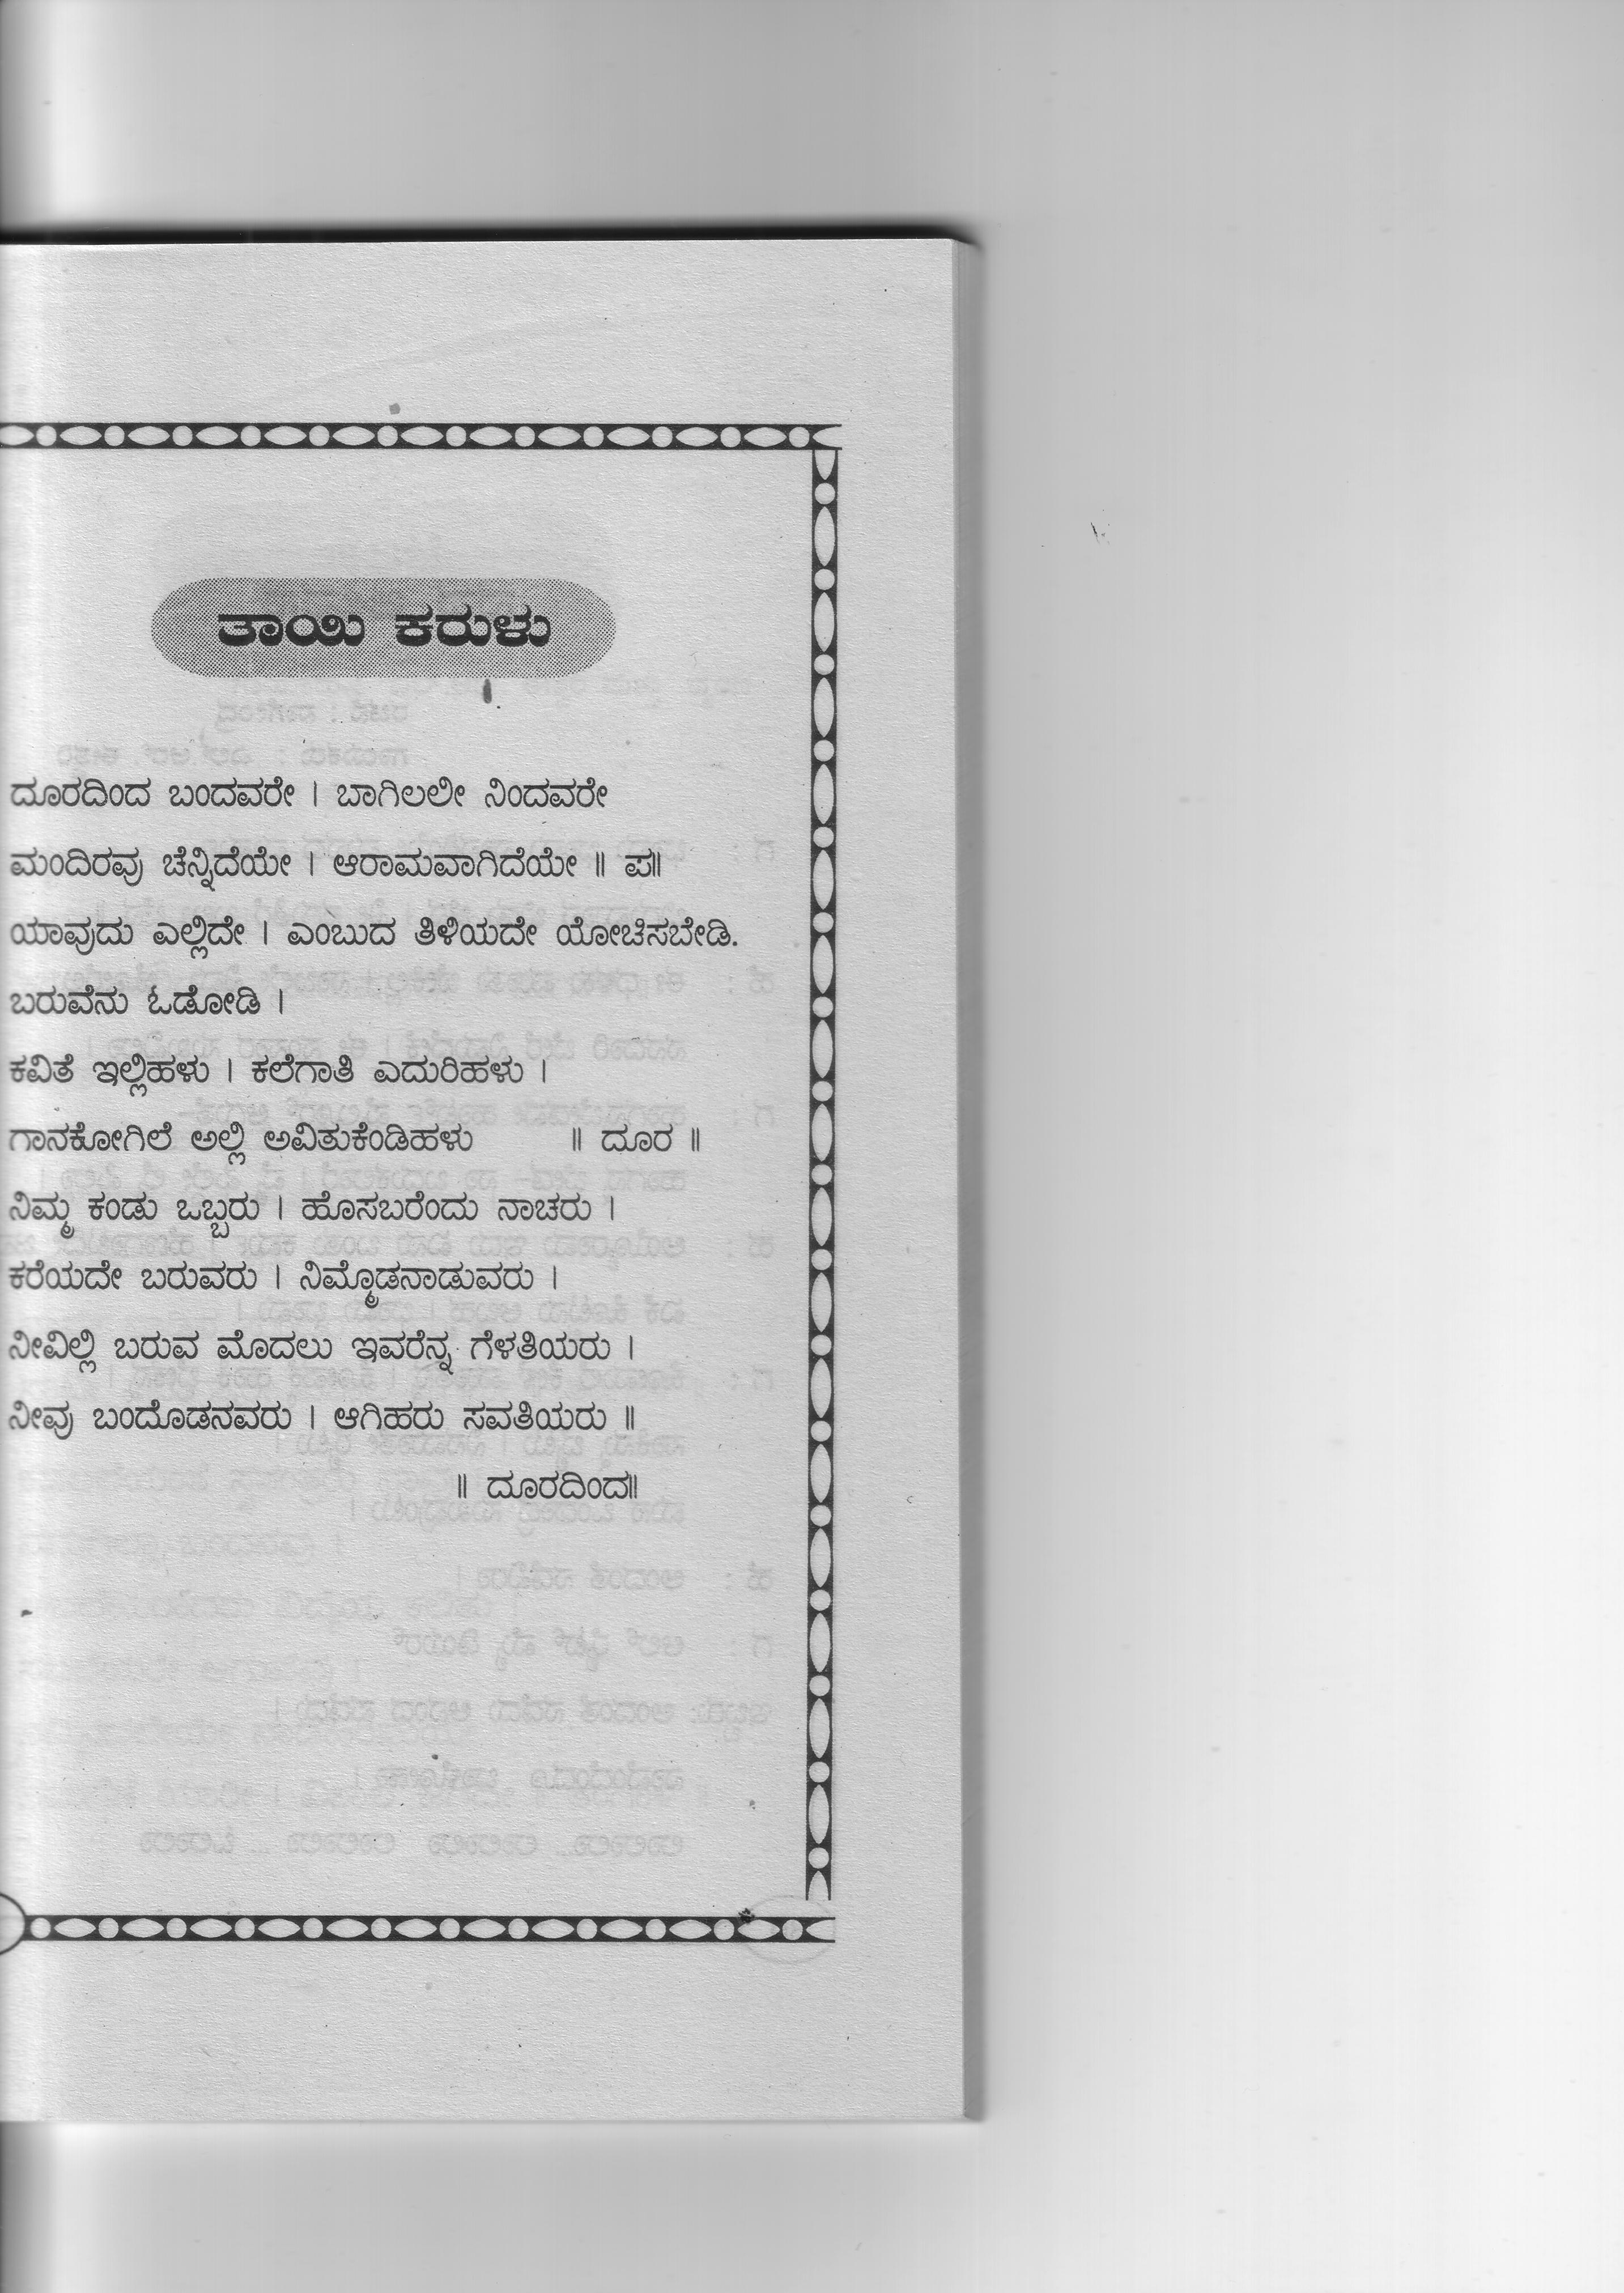 ತಾಯಿ ಕರುಳು
ದೂರದಿಂದ ಬಂದವರೇ । ಬಾಗಿಲಲೀ ನಿಂದವರೇ
ಮಂದಿರವು ಚೆನ್ನಿದೆಯೇ । ಆರಾಮವಾಗಿದೆಯೇ ॥ ಪ॥
ಯಾವುದು ಎಲ್ಲಿದೇ । ಎಂಬುದ ತಿಳಿಯದೇ ಯೋಚಿಸಬೇಡಿ.
ಬರುವೆನು ಓಡೋಡಿ ।
ಕವಿತೆ ಇಲ್ಲಿಹಳು । ಕಲೆಗಾತಿ ಎದುರಿಹಳು ।
ಗಾನಕೋಗಿಲೆ ಅಲ್ಲಿ ಅವಿತುಕೆಂಡಿಹಳು ॥ ದೂರ ॥
ನಿಮ್ಮ ಕಂಡು ಒಬ್ಬರು । ಹೊಸಬರೆಂದು ನಾಚರು ।
ಕರೆಯದೇ ಬರುವರು । ನಿಮ್ಮೊಡನಾಡುವರು ।
ನೀವಿಲ್ಲಿ ಬರುವ ಮೊದಲು ಇವರೆನ್ನ ಗೆಳತಿಯರು ।
ನೀವು ಬಂದೊಡನವರು । ಆಗಿಹರು ಸವತಿಯರು ॥
॥ ದೂರದಿಂದ॥